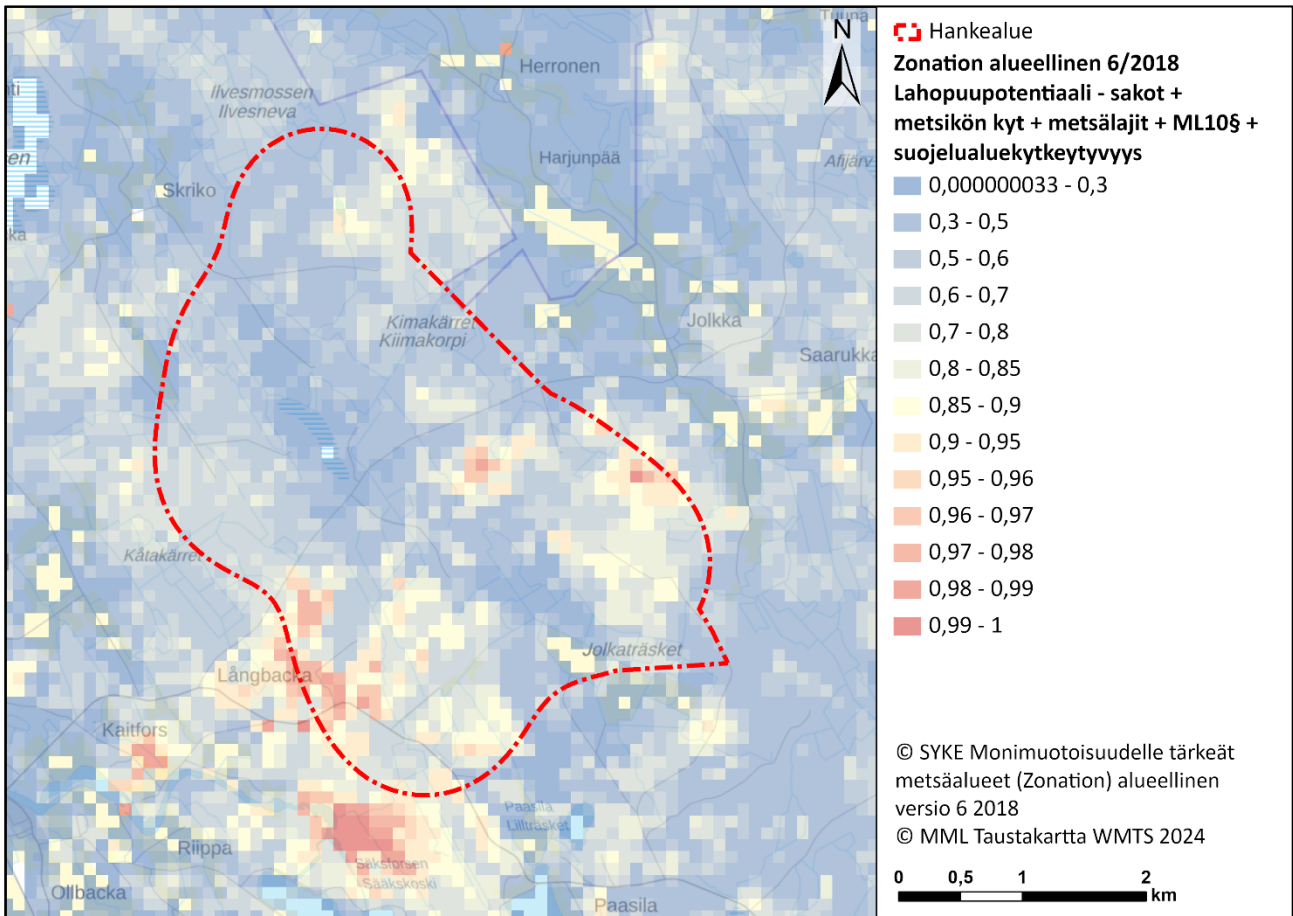 Tuuna
N
Herronen
Ilvesmossen
Ilvesneva
Harjunpää
Afijärv
Skriko
Kimakärret
Kiimakorpi
Jolkka
Saarukka
Kåtakärret
Jolkaträsket
Långbacka
Kaitfors
Paasila
Lillträsket
Riippa
Säksforsen
Sääkskoski
Ollbacka
Paasila
Hankealue
Zonation alueellinen 6/2018
Lahopuupotentiaali - sakot +
metsikön kyt + metsälajit + ML10§ +
suojelualuekytkeytyvyys
0,000000033 - 0,3
0,3 - 0,5
0,5 - 0,6
0,6 - 0,7
0,7 - 0,8
0,8 - 0,85
0,85 - 0,9
0,9 - 0,95
0,95 - 0,96
0,96 - 0,97
0,97 - 0,98
0,98 - 0,99
0,99 - 1
© SYKE Monimuotoisuudelle tärkeät
metsäalueet (Zonation) alueellinen
versio 6 2018
© MML Taustakartta WMTS 2024
0 0,5 1 2
km